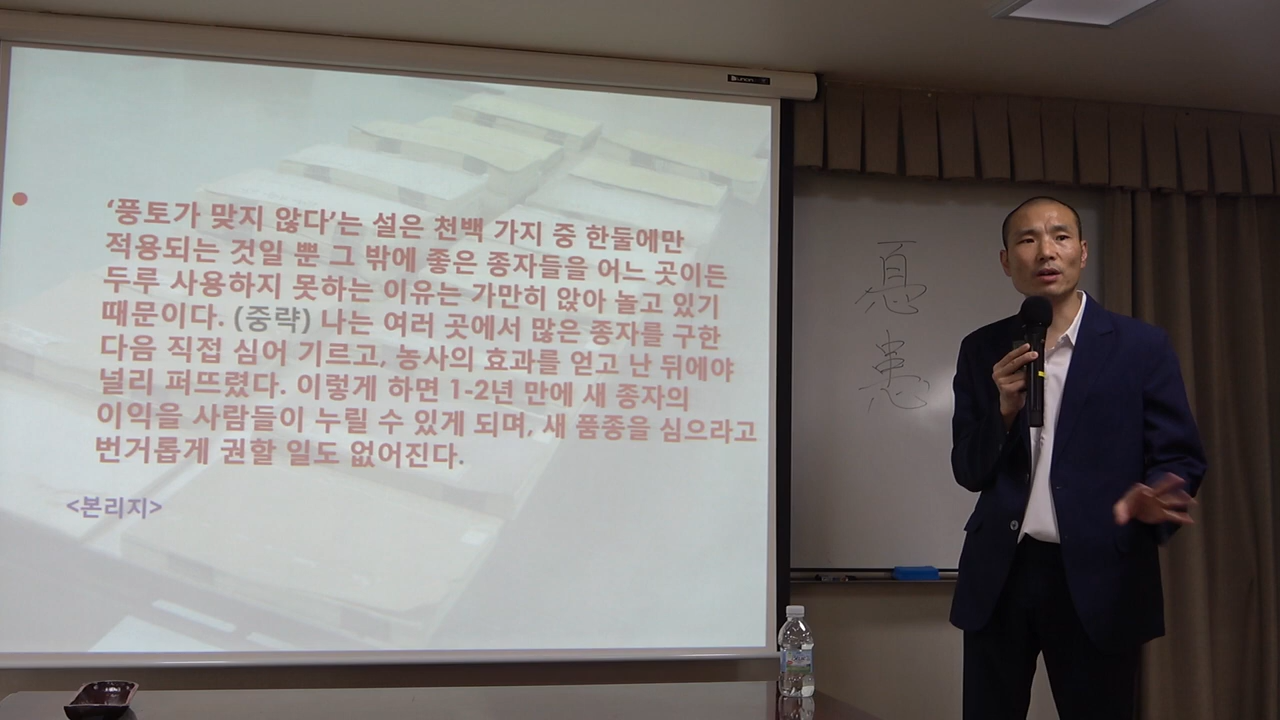 ‘풍토가 맞지 않다’는 설은 천백 가지 중 한둘에만
적용되는 것일 뿐 그 밖에 좋은 종자들을 어느 곳이든
두루 사용하지 못하는 이유는 가만히 앉아 놀고 있기
때문이다. (중략) 나는 여러 곳에서 많은 종자를 구한
다음 직접 심어 기르고, 농사의 효과를 얻고 난 뒤에야
널리 퍼뜨렸다. 이렇게 하면 1-2년 만에 새 종자의
이익을 사람들이 누릴 수 있게 되며, 새 품종을 심으라고
번거롭게 권할 일도 없어진다.
<본리지>
患